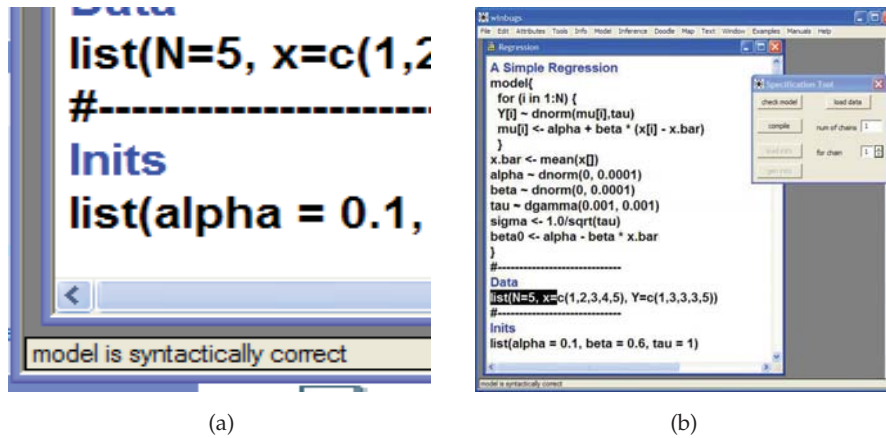 Data
list(N=5, x=c(1,2
#----------------------
Inits
list(alpha = 0.1,
model is syntactically correct
(a)
winbugs
File Edit Attributes Tools Info Model Inference Doodle Map Text Window Examples Manuals Help
Regression
A Simple Regression
model{
for (i in 1:N) {
Y[i] ~ dnorm(mu[i],tau)
mu[i] <- alpha + beta * (x[i] - x.bar)
}
x.bar <- mean(x[])
alpha ~ dnorm(0, 0.0001)
beta ~ dnorm(0, 0.0001)
tau ~ dgamma(0.001, 0.001)
sigma <- 1.0/sqrt(tau)
beta0 <- alpha - beta * x.bar
}
#------------------------------
Data
list(N=5, x=c(1,2,3,4,5), Y=c(1,3,3,3,5))
#------------------------------
Inits
list(alpha = 0.1, beta = 0.6, tau = 1)
model is syntactically correct
Specification Tool
check model load data
compile num of chains 1
load inits for chain 1
gen inits
(b)